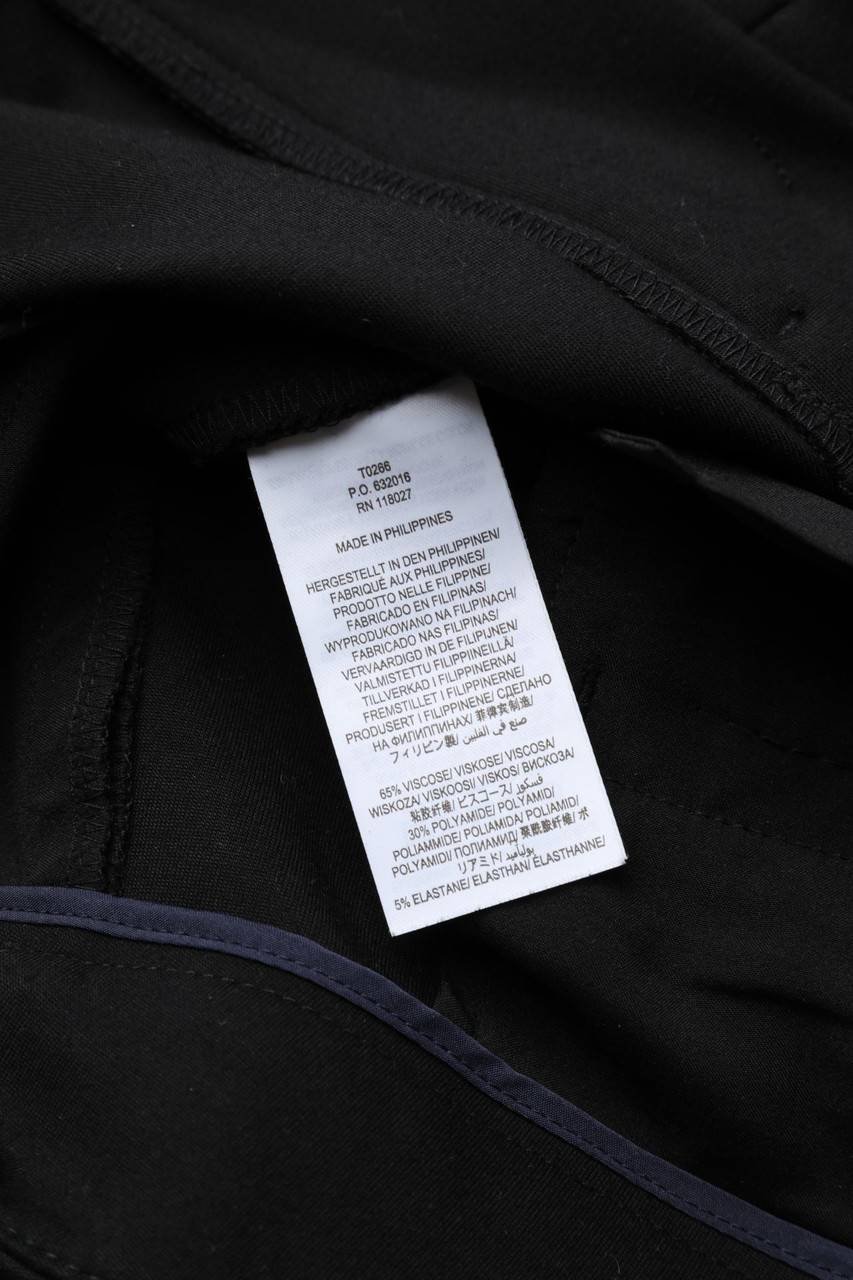 T0266
P.O. 632016
RN 118027
MADE IN PHILIPPINES
HERGESTELLT IN DEN PHILIPPINEN/
FABRIQUÉ AUX PHILIPPINES/
PRODOTTO NELLE FILIPPINE/
FABRICADO EN FILIPINAS/
WYPRODUKOWANO NA FILIPINACH/
FABRICADO NAS FILIPINAS/
VERVAARDIGD IN DE FILIPIJNEN/
VALMISTETTU FILIPPIINEILLÄ/
TILLVERKAD I FILIPPINERNA/
FREMSTILLET I FILIPPINERNE/
PRODUSERT I FILIPPINENE/ СДЕЛАНО
НА ФИЛИППИНАХ/ 菲律宾制造/
フィリピン製/ صنع في الفلبين/
65% VISCOSE/ VISKOSE/ VISCOSA/
WISKOZA/ VISKOOSI/ VISKOS/ ВИСКОЗА/
粘胶纤维/ ビスコース/ فسكوز/
30% POLYAMIDE/ POLYAMID/
POLIAMMIDE/ POLIAMIDA/ POLIAMID/
POLYAMIDI/ ПОЛИАМИД/ 聚酰胺纤维/ ポ
リアミド/ بولياميد/
5% ELASTANE/ ELASTHAN/ ÉLASTHANNE/